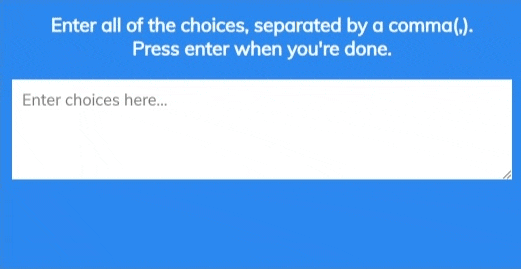 Enter all of the choices, separated by a comma(,).
Press enter when you're done.
Enter choices here...